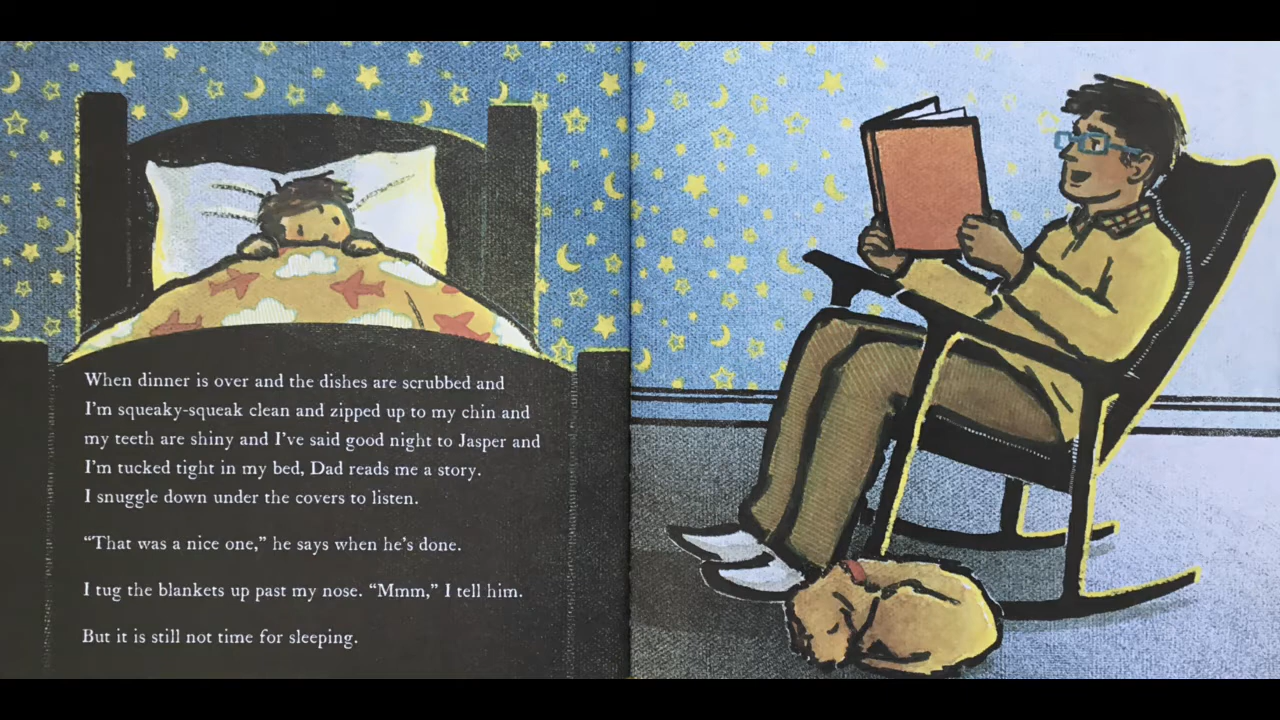 When dinner is over and the dishes are scrubbed and
I'm squeaky-squeak clean and zipped up to my chin and
my teeth are shiny and I've said good night to Jasper and
I'm tucked tight in my bed, Dad reads me a story.
I snuggle down under the covers to listen.
“That was a nice one,” he says when he's done.
I tug the blankets up past my nose. “Mmm,” I tell him.
But it is still not time for sleeping.